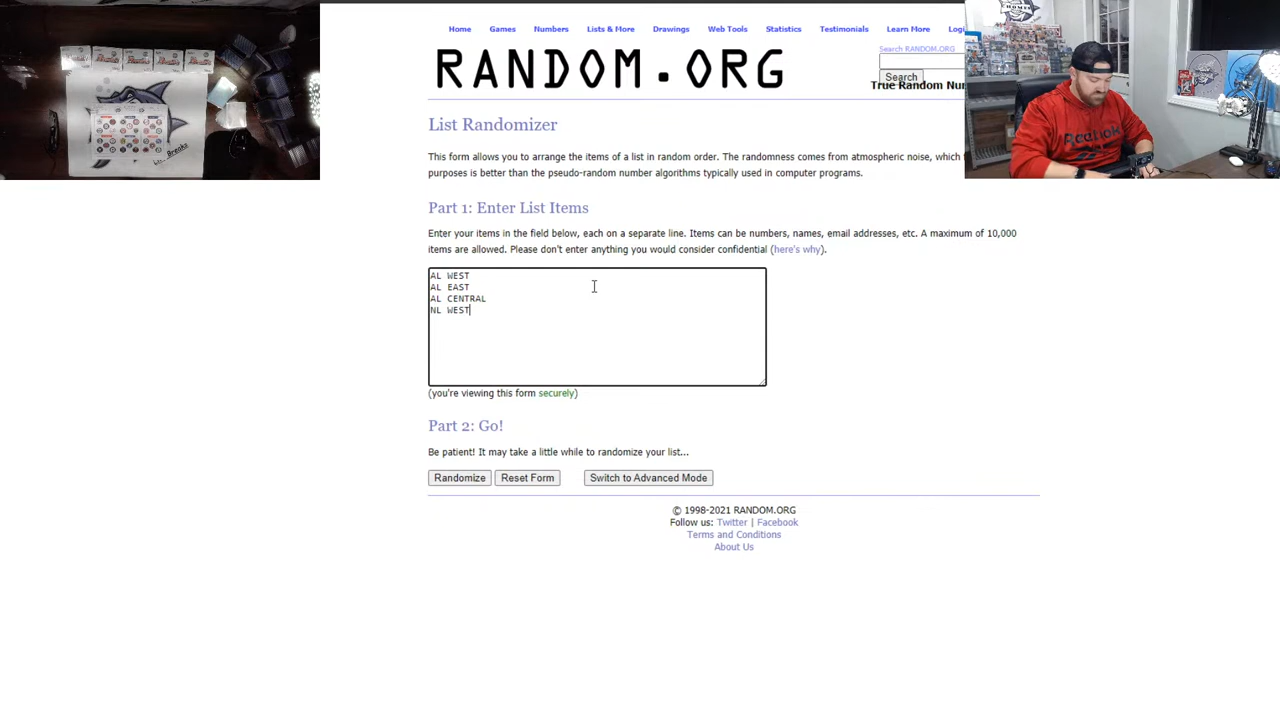 Home Games Numbers Lists & More Drawings Web Tools Statistics Testimonials Learn More
RANDOM.ORG
Search RANDOM.ORG
Search
List Randomizer
This form allows you to arrange the items of a list in random order. The randomness comes from atmospheric noise, which
purposes is better than the pseudo-random number algorithms typically used in computer programs.
Part 1: Enter List Items
Enter your items in the field below, each on a separate line. Items can be numbers, names, email addresses, etc. A maximum of 10,000
items are allowed. Please don't enter anything you would consider confidential (here's why).
AL WEST
AL EAST
AL CENTRAL
NL WEST
(you're viewing this form securely)
Part 2: Go!
Be patient! It may take a little while to randomize your list...
Randomize Reset Form Switch to Advanced Mode
© 1998-2021 RANDOM.ORG
Follow us: Twitter | Facebook
Terms and Conditions
About Us
True Random
Reebok
Breaks